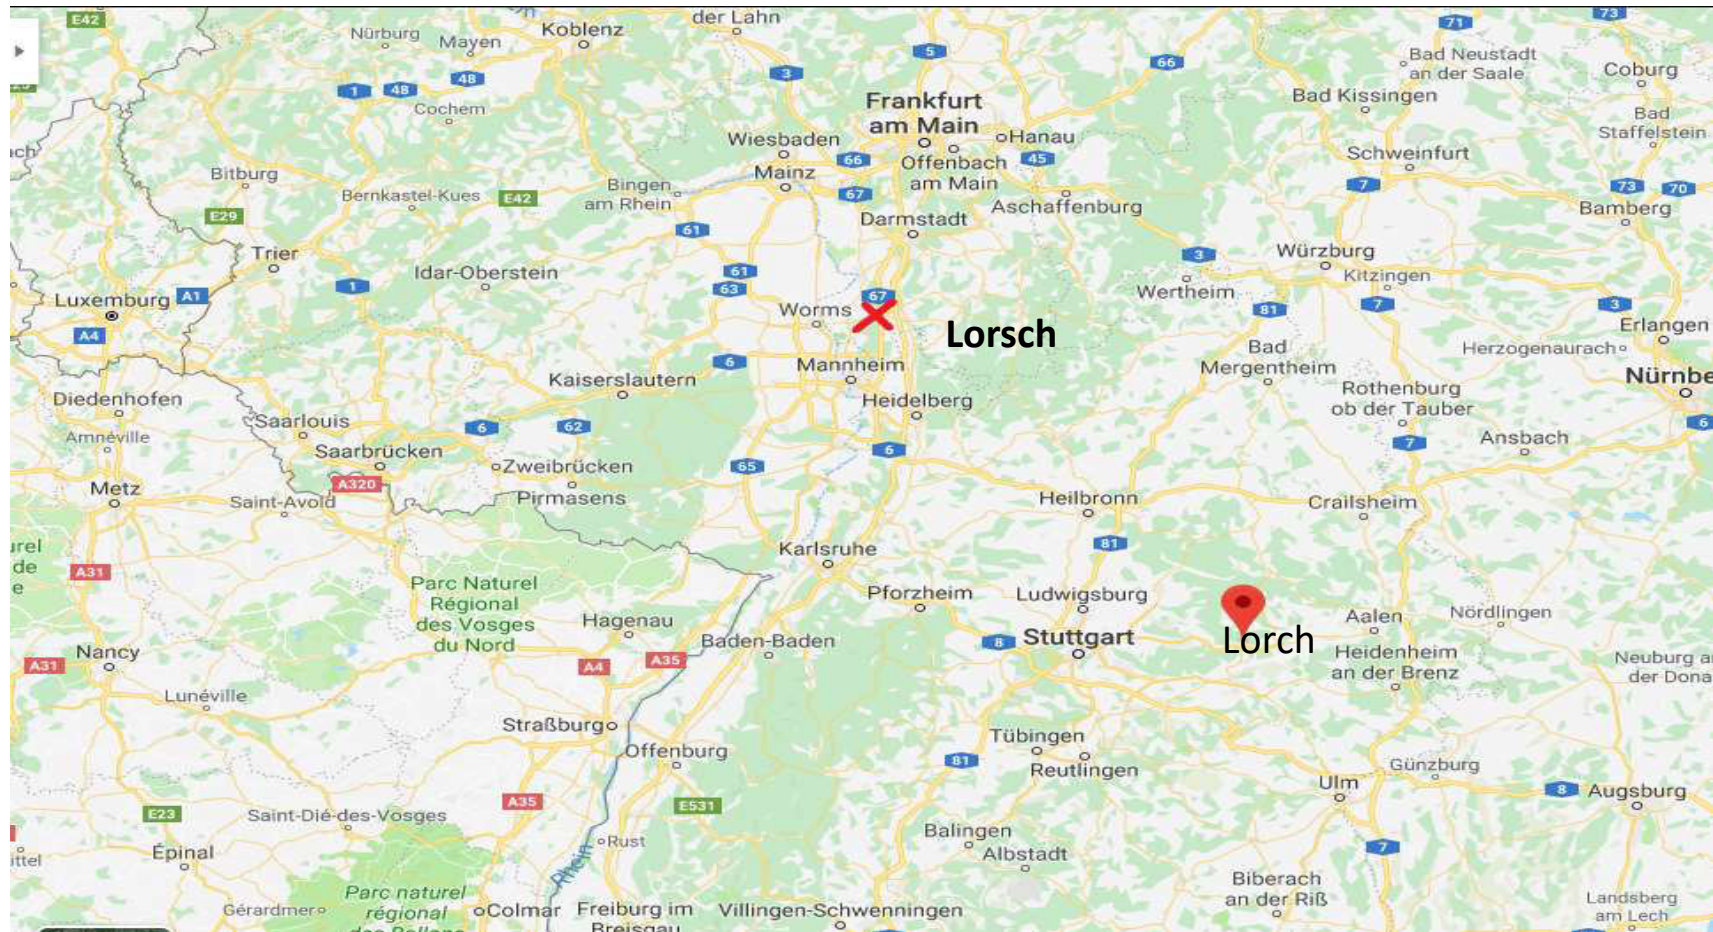 E42
der Lahn
Koblenz
71
73
Nürburg
Mayen
5
Bad Neustadt
an der Saale
3
66
Coburg
48
1
48
Cochem
Frankfurt
am Main
Bad Kissingen
Bad
Staffelstein
Wiesbaden
Hanau
66
Offenbach
am Main
45
Schweinfurt
Bitburg
Mainz
Bernkastel-Kues
E42
Bingen
am Rhein
67
7
73
70
E29
Darmstadt
Aschaffenburg
Bamberg
61
Trier
3
Würzburg
Idar-Oberstein
61
Kitzingen
Luxemburg
A1
1
63
67
Wertheim
81
7
3
Worms
Lorsch
Erlangen
A4
6
Mannheim
Bad
Mergentheim
Herzogenaurach
Kaiserslautern
Rothenburg
ob der Tauber
Nürnbe
Diedenhofen
Heidelberg
Saarlouis
6
62
6
Amnéville
Saarbrücken
6
7
Ansbach
Zweibrücken
65
A320
Metz
Saint-Avold
Pirmasens
Heilbronn
Crailsheim
urel
de
e
A31
Karlsruhe
81
Parc Naturel
Régional
des Vosges
du Nord
Pforzheim
Ludwigsburg
Hagenau
Aalen
Nördlingen
Baden-Baden
8
Stuttgart
Lorch
Nancy
A31
A4
A35
Heidenheim
an der Brenz
Neuburg a
der Dona
Lunéville
Straßburg
Offenburg
Tübingen
81
Reutlingen
Günzburg
Ulm
A35
E531
8
Augsburg
E23
Saint-Dié-des-Vosges
Rust
Balingen
Épinal
Rhein
Albstadt
7
ittel
Biberach
an der Riß
Parc naturel
régional
Gérardmer
Colmar
Freiburg im
Breisgau
Villingen-Schwenningen
Landsberg
am Lech